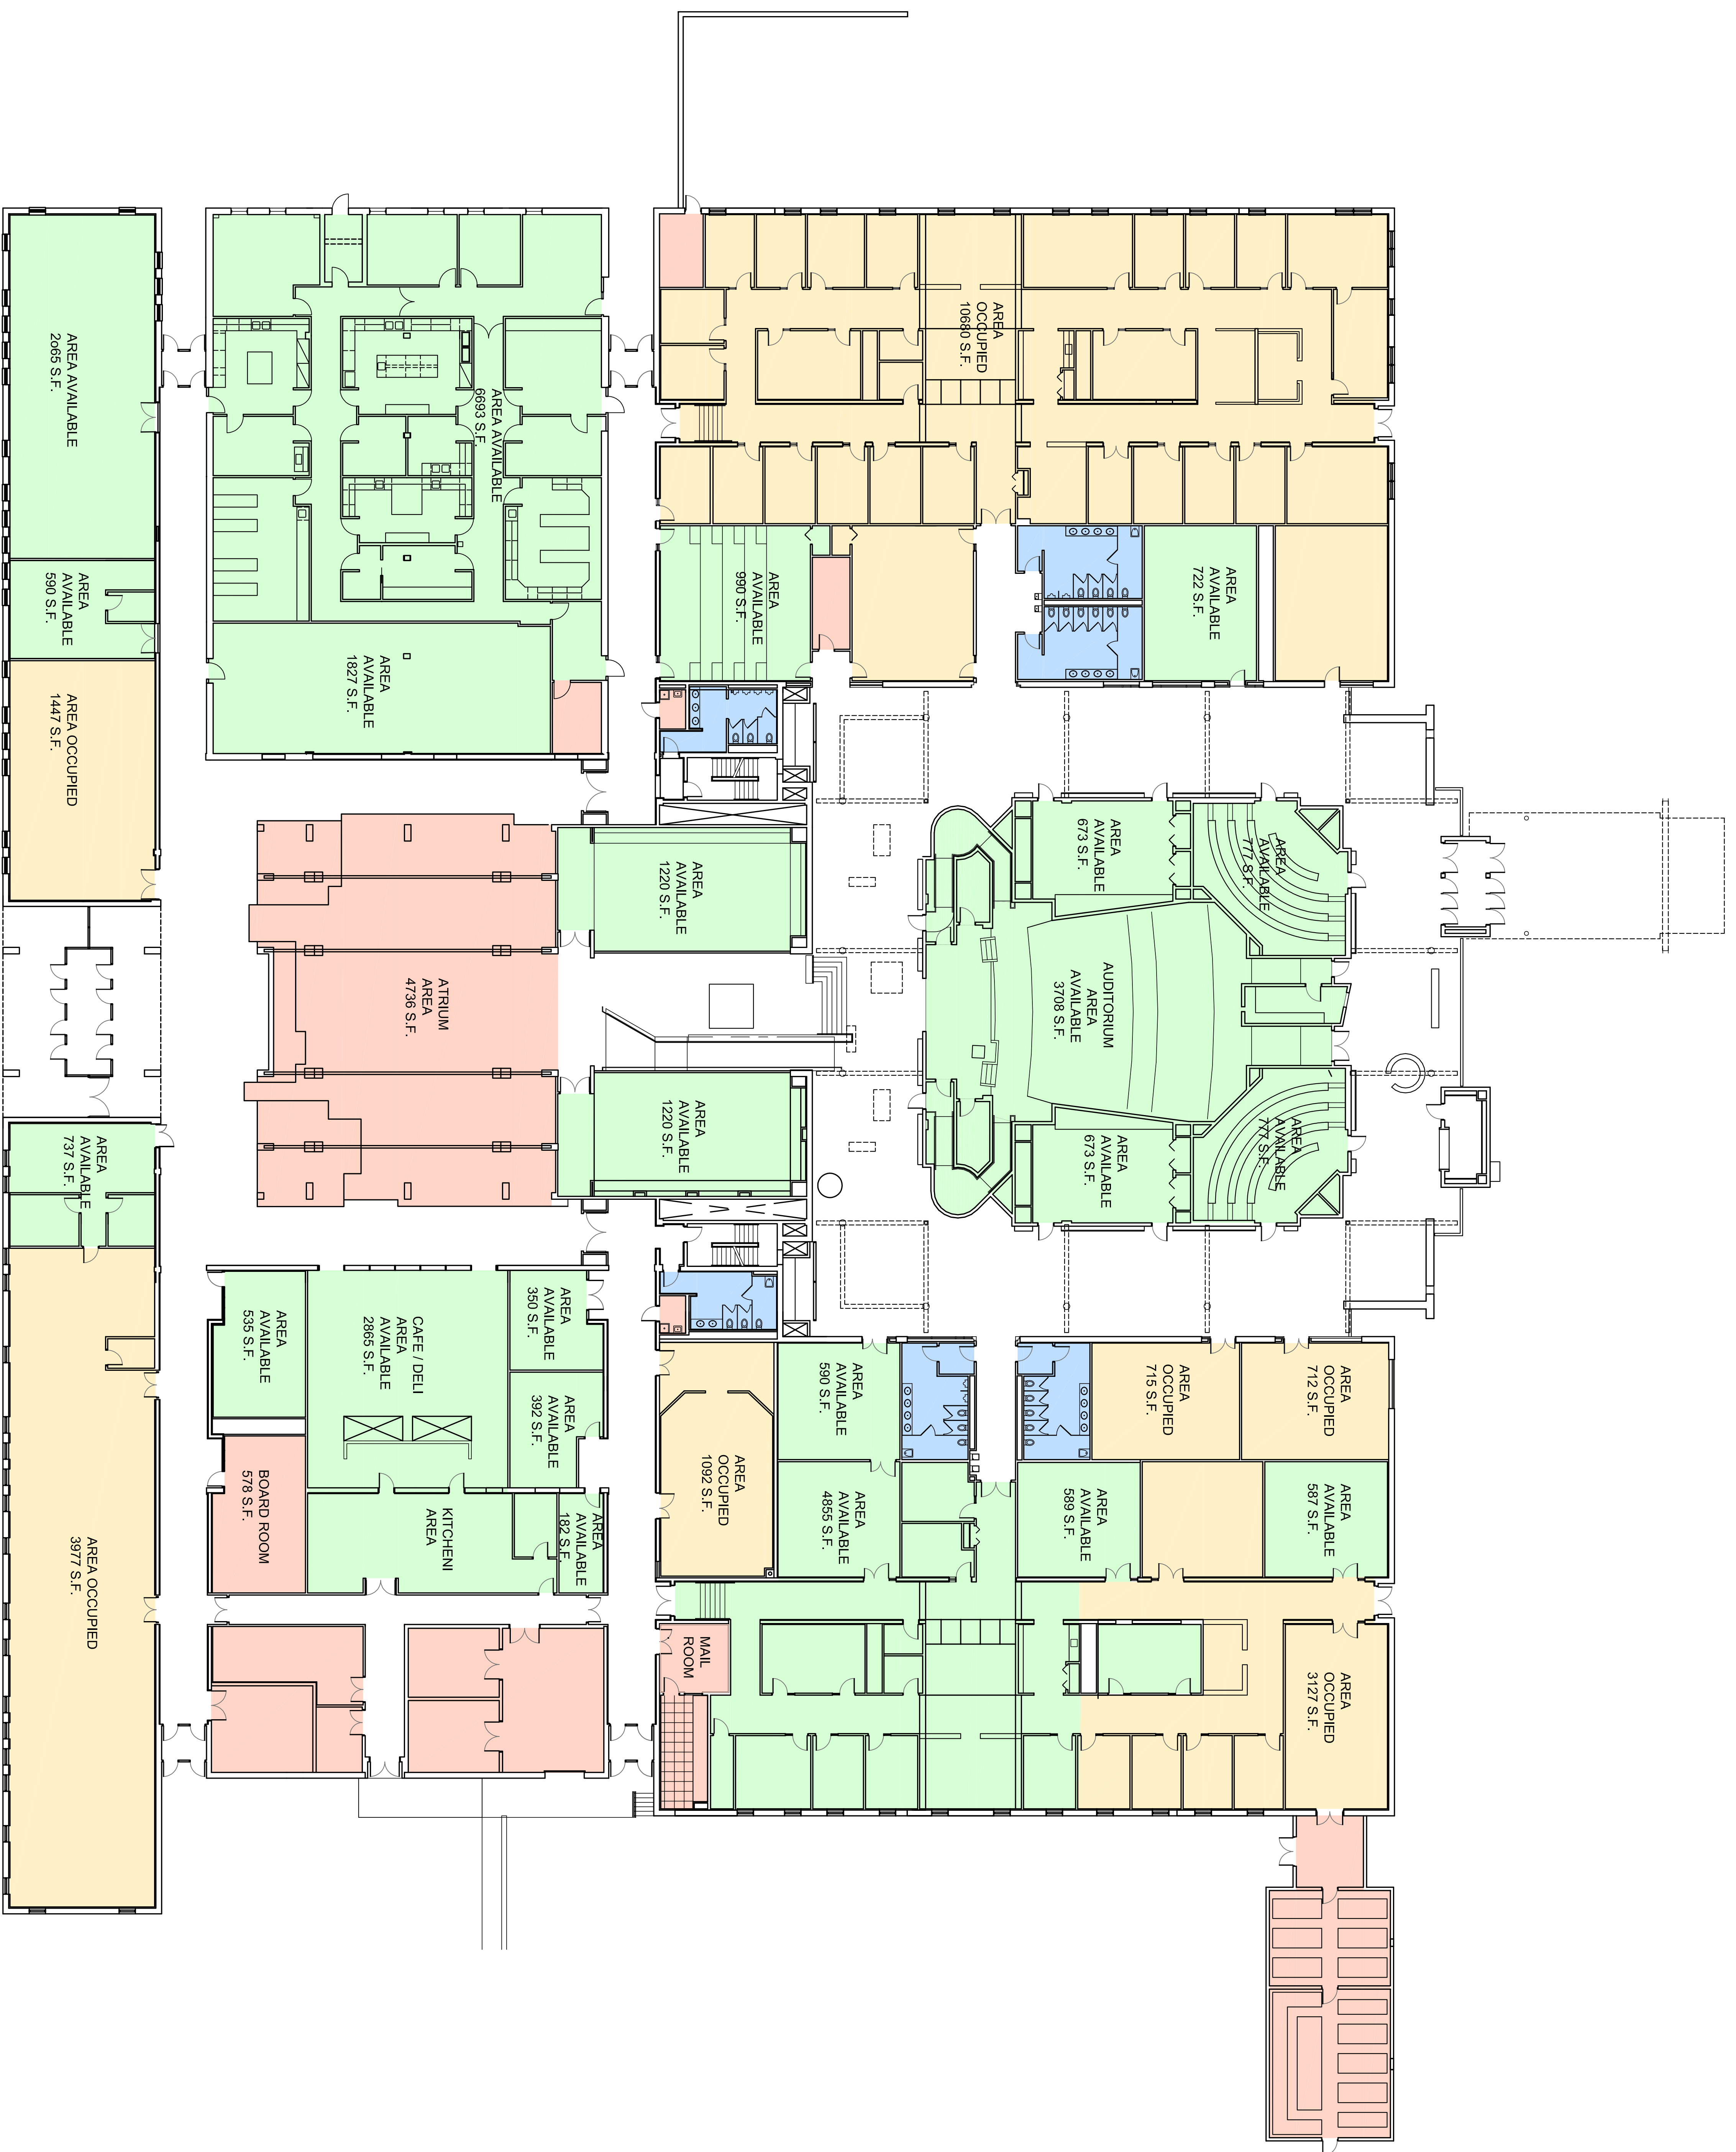 AREA
OCCUPIED
10680 S.F.
AREA AVAILABLE
2o65 S.F.
AREA AVAILABLE
6693 S.F.
AREA
AVAILABLE
590 S.F.
AREA
AVAILABLE
990 S.F.
AREA
AVAILABLE
722 S.F.
AREA OCCUPIED
1447 S.F.
AREA
AVAILABLE
1827 S.F.
AREA
AVAILABLE
1220 S.F.
AREA
AVAILABLE
673 S.F.
AREA
AVAILABLE
777 S.F.
ATRIUM
AREA
4736 S.F.
AUDITORIUM
AREA
AVAILABLE
3708 S.F.
AREA
AVAILABLE
737 S.F.
AREA
AVAILABLE
1220 S.F.
AREA
AVAILABLE
673 S.F.
AREA
AVAILABLE
777 S.F.
AREA
AVAILABLE
535 S.F.
CAFE / DELI
AREA
AVAILABLE
2865 S.F.
AREA
AVAILABLE
350 S.F.
AREA
AVAILABLE
392 S.F.
AREA
AVAILABLE
590 S.F.
AREA
OCCUPIED
715 S.F.
AREA
OCCUPIED
712 S.F.
BOARD ROOM
578 S.F.
KITCHENI
AREA
AREA
AVAILABLE
182 S.F.
AREA
OCCUPIED
1092 S.F.
AREA
AVAILABLE
4855 S.F.
AREA
AVAILABLE
589 S.F.
AREA
AVAILABLE
587 S.F.
AREA OCCUPIED
3977 S.F.
MAIL
ROOM
AREA
OCCUPIED
3127 S.F.